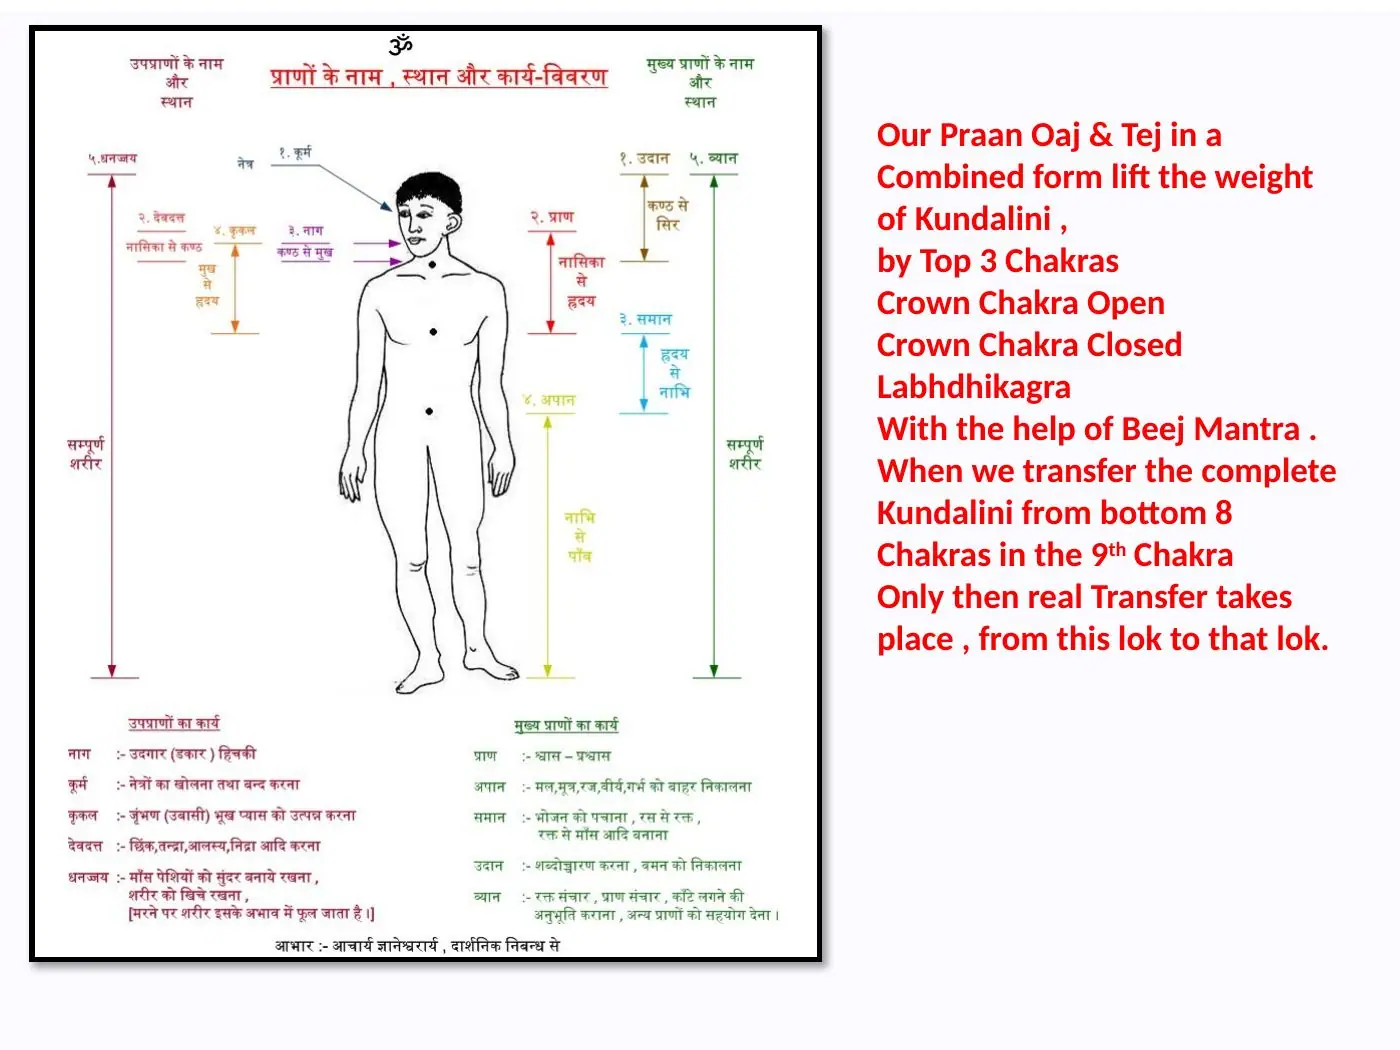 ॐ
उपप्राणों के नाम
और
स्थान
प्राणों के नाम , स्थान और कार्य-विवरण
मुख्य प्राणों के नाम
और
स्थान
५.धनञ्जय
१. कूर्म
नेत्र
१. उदान
५. व्यान
कण्ठ से
सिर
२. देवदत्त
नासिका से कण्ठ
४. कृकल
मुख
से
ह्रदय
३. नाग
कण्ठ से मुख
२. प्राण
नासिका
से
ह्रदय
३. समान
ह्रदय
से
नाभि
४. अपान
सम्पूर्ण
शरीर
सम्पूर्ण
शरीर
नाभि
से
पाँव
उपप्राणों का कार्य
नाग :- उदगार (डकार ) हिचकी
कूर्म :- नेत्रों का खोलना तथा बन्द करना
कृकल :- जृंभण (उबासी) भूख प्यास को उत्पन्न करना
देवदत्त :- छिंक,तन्द्रा,आलस्य,निद्रा आदि करना
धनञ्जय :- माँस पेशियों को सुंदर बनाये रखना ,
शरीर को खिचे रखना ,
[मरने पर शरीर इसके अभाव में फूल जाता है ।]
मुख्य प्राणों का कार्य
प्राण :- श्वास – प्रश्वास
अपान :- मल,मूत्र,रज,वीर्य,गर्भ को बाहर निकालना
समान :- भोजन को पचाना , रस से रक्त ,
रक्त से माँस आदि बनाना
उदान :- शब्दोच्चारण करना , वमन को निकालना
व्यान :- रक्त संचार , प्राण संचार , काँटे लगने की
अनुभूति कराना , अन्य प्राणों को सहयोग देना ।
आभार :- आचार्य ज्ञानेश्वरार्य , दार्शनिक निबन्ध से
Our Praan Oaj & Tej in a
Combined form lift the weight
of Kundalini ,
by Top 3 Chakras
Crown Chakra Open
Crown Chakra Closed
Labhdhikagra
With the help of Beej Mantra .
When we transfer the complete
Kundalini from bottom 8
Chakras in the 9th Chakra
Only then real Transfer takes
place , from this lok to that lok.